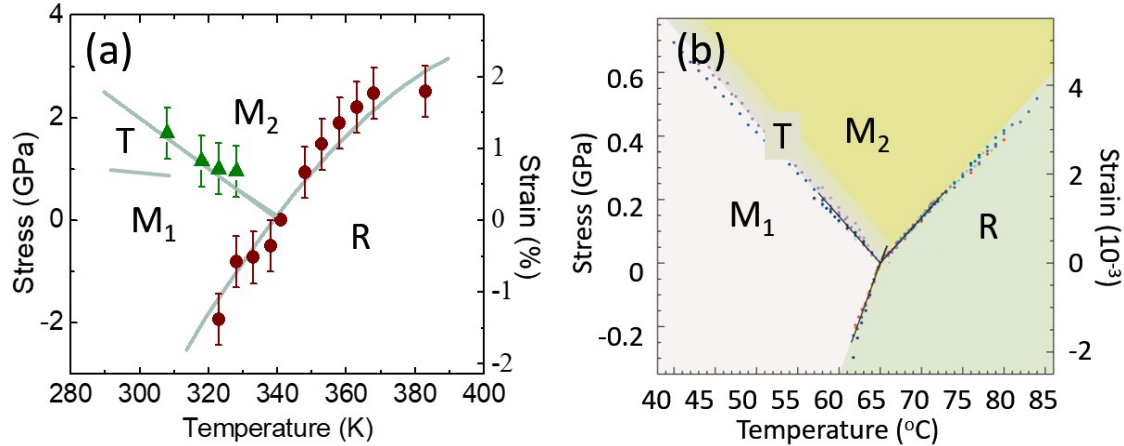 (a)
4
2
0
-2
Stress (GPa)
T
M₂
M₁
R
2
1
0
-1
-2
Strain (%)
280 300 320 340 360 380 400
Temperature (K)
(b)
0.6
0.4
0.2
0
-0.2
Stress (GPa)
T
M₂
M₁
R
4
2
0
-2
Strain (10⁻³)
40 45 50 55 60 65 70 75 80 85
Temperature (°C)